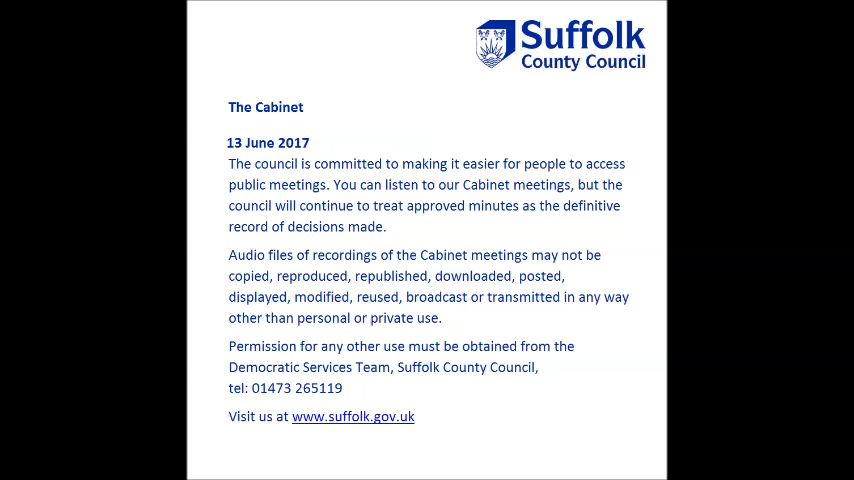 Suffolk
County Council
The Cabinet
13 June 2017
The council is committed to making it easier for people to access
public meetings. You can listen to our Cabinet meetings, but the
council will continue to treat approved minutes as the definitive
record of decisions made.
Audio files of recordings of the Cabinet meetings may not be
copied, reproduced, republished, downloaded, posted,
displayed, modified, reused, broadcast or transmitted in any way
other than personal or private use.
Permission for any other use must be obtained from the
Democratic Services Team, Suffolk County Council,
tel: 01473 265119
Visit us at www.suffolk.gov.uk